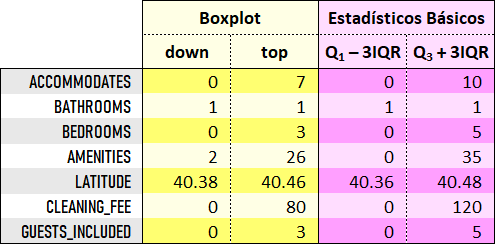 Boxplot Estadísticos Básicos
down top Q₁ – 3IQR Q₃ + 3IQR
ACCOMMODATES 0 7 0 10
BATHROOMS 1 1 1 1
BEDROOMS 0 3 0 5
AMENITIES 2 26 0 35
LATITUDE 40.38 40.46 40.36 40.48
CLEANING_FEE 0 80 0 120
GUESTS_INCLUDED 0 3 0 5